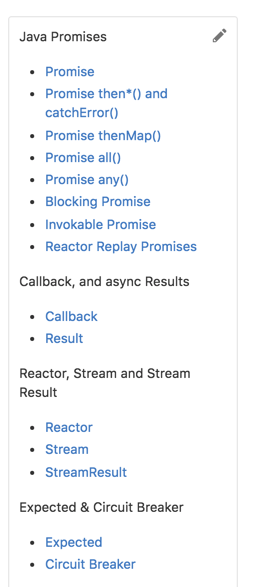 Java Promises
Promise
Promise then*() and
catchError()
Promise thenMap()
Promise all()
Promise any()
Blocking Promise
Invokable Promise
Reactor Replay Promises
Callback, and async Results
Callback
Result
Reactor, Stream and Stream
Result
Reactor
Stream
StreamResult
Expected & Circuit Breaker
Expected
Circuit Breaker